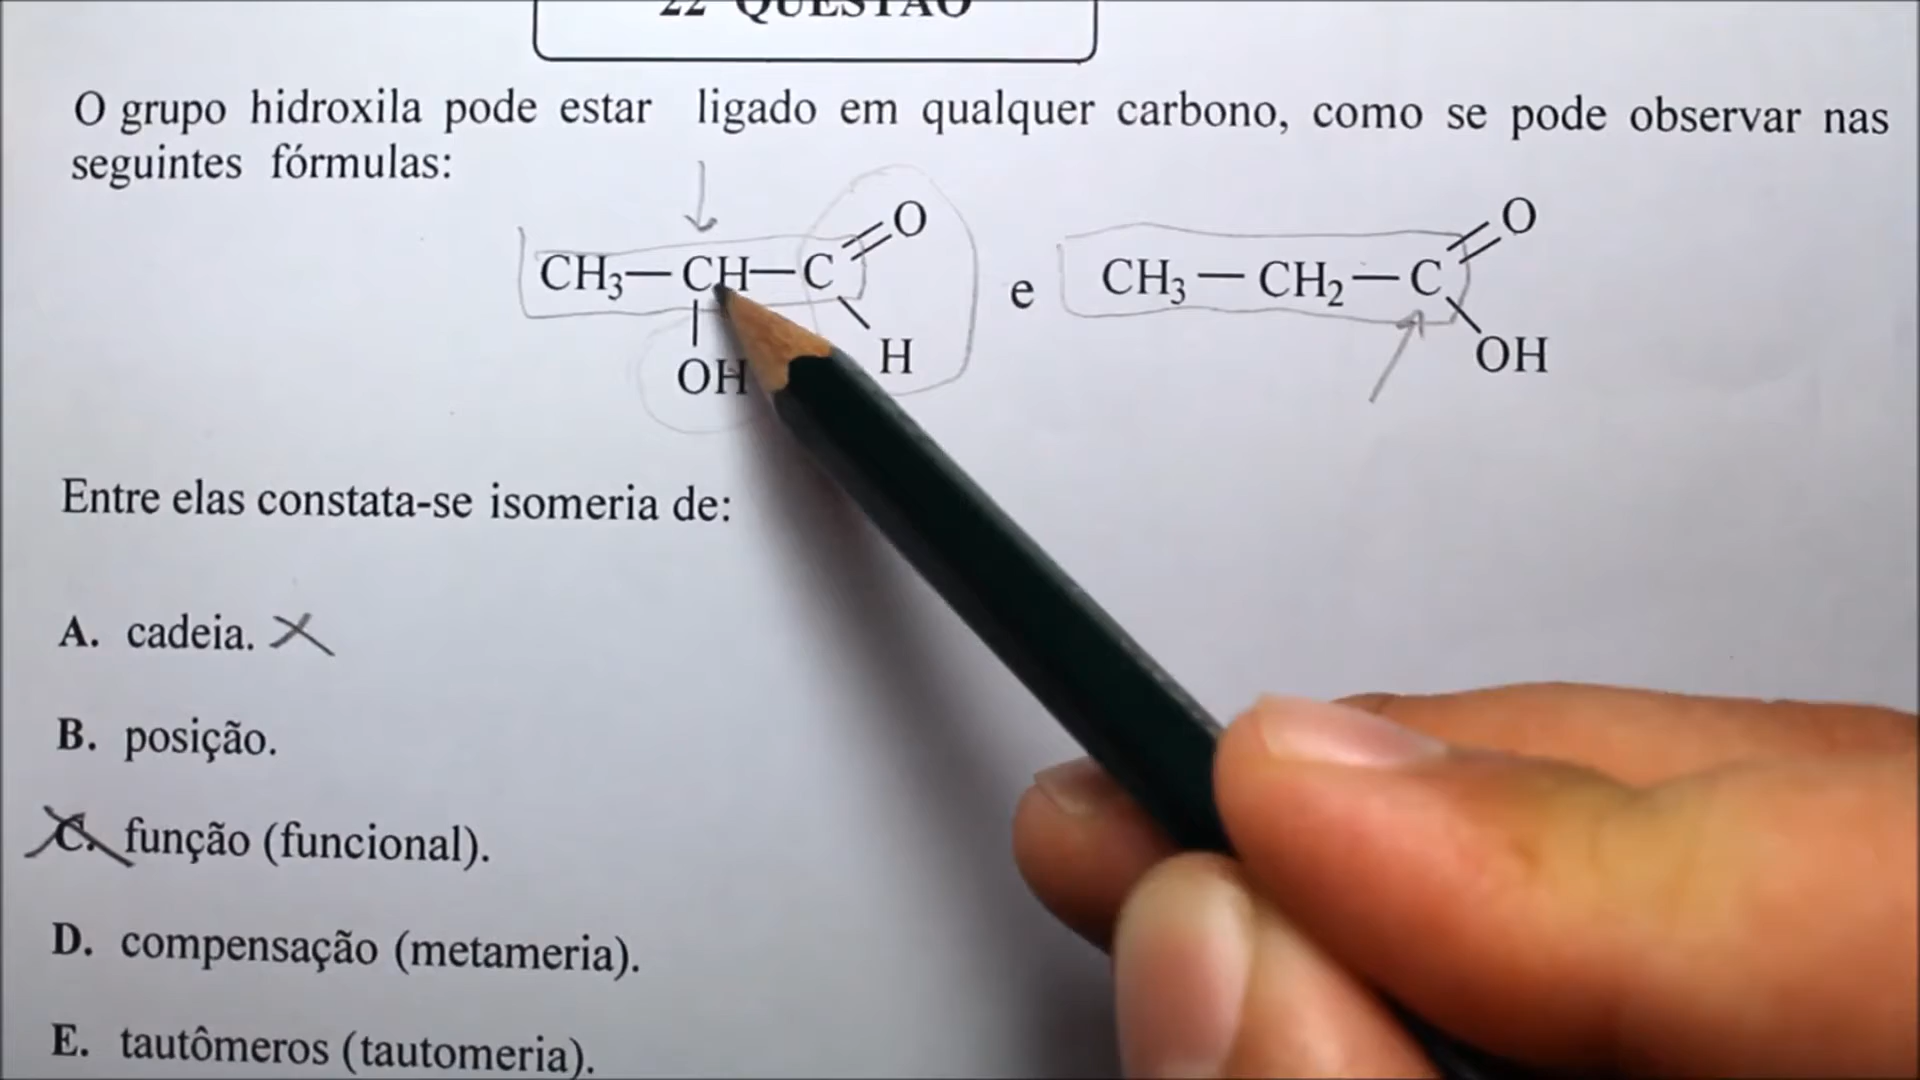 22ª QUESTÃO
O grupo hidroxila pode estar ligado em qualquer carbono, como se pode observar nas
seguintes fórmulas:
CH₃—CH—C=O e CH₃—CH₂—C=O
OH H OH
Entre elas constata-se isomeria de:
A. cadeia.
B. posição.
C. função (funcional).
D. compensação (metameria).
E. tautômeros (tautomeria).